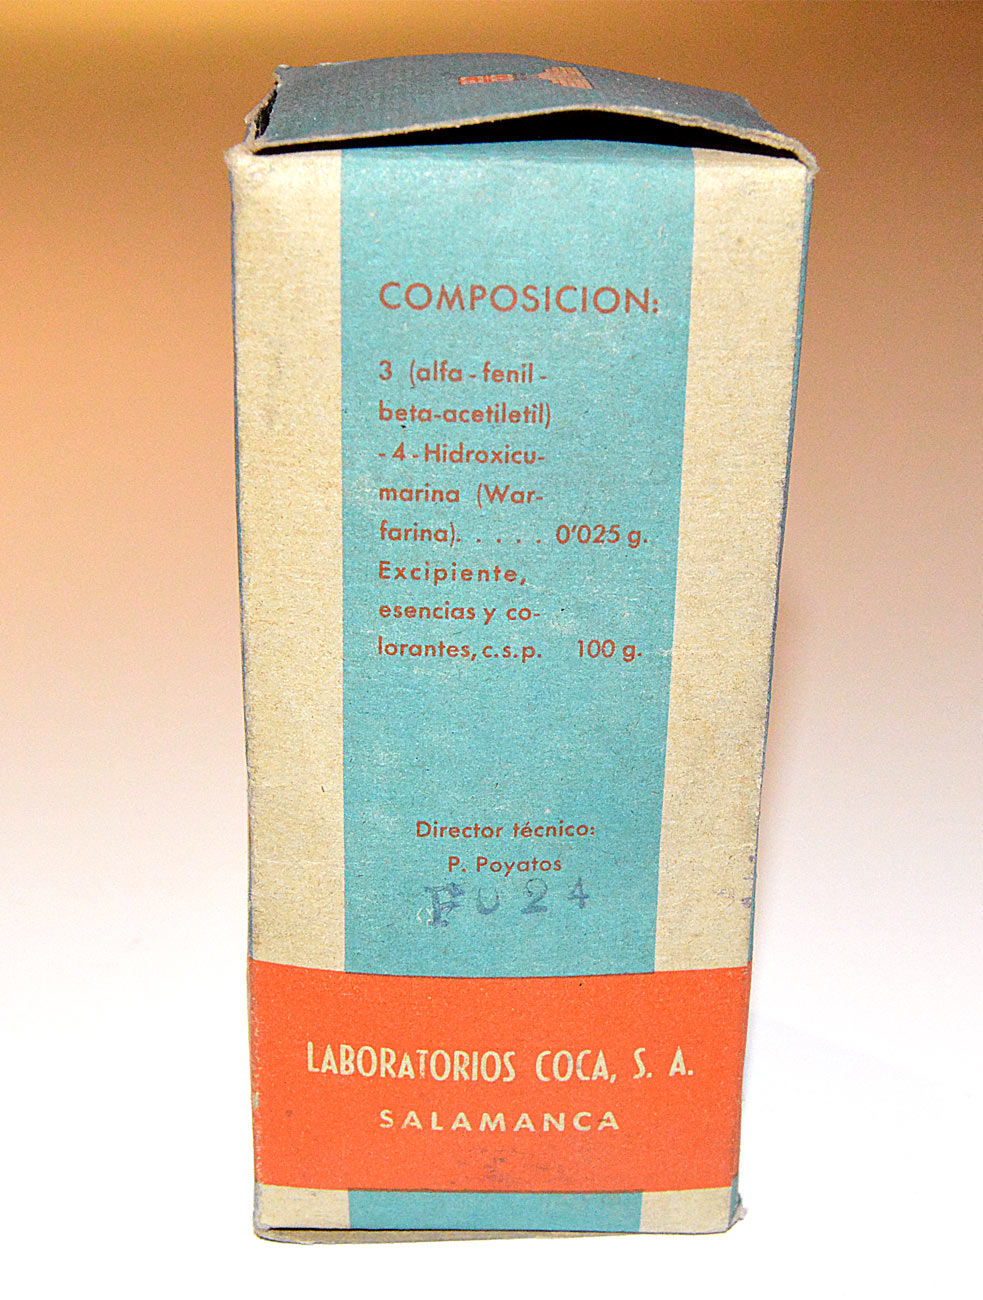 COMPOSICION:
3 (alfa-fenil-
beta-acetiletil)
-4-Hidroxicu-
marina (War-
farina). . . . . 0'025 g.
Excipiente,
esencias y co-
lorantes, c.s.p. 100 g.
Director técnico:
P. Poyatos
024
LABORATORIOS COCA, S. A.
SALAMANCA